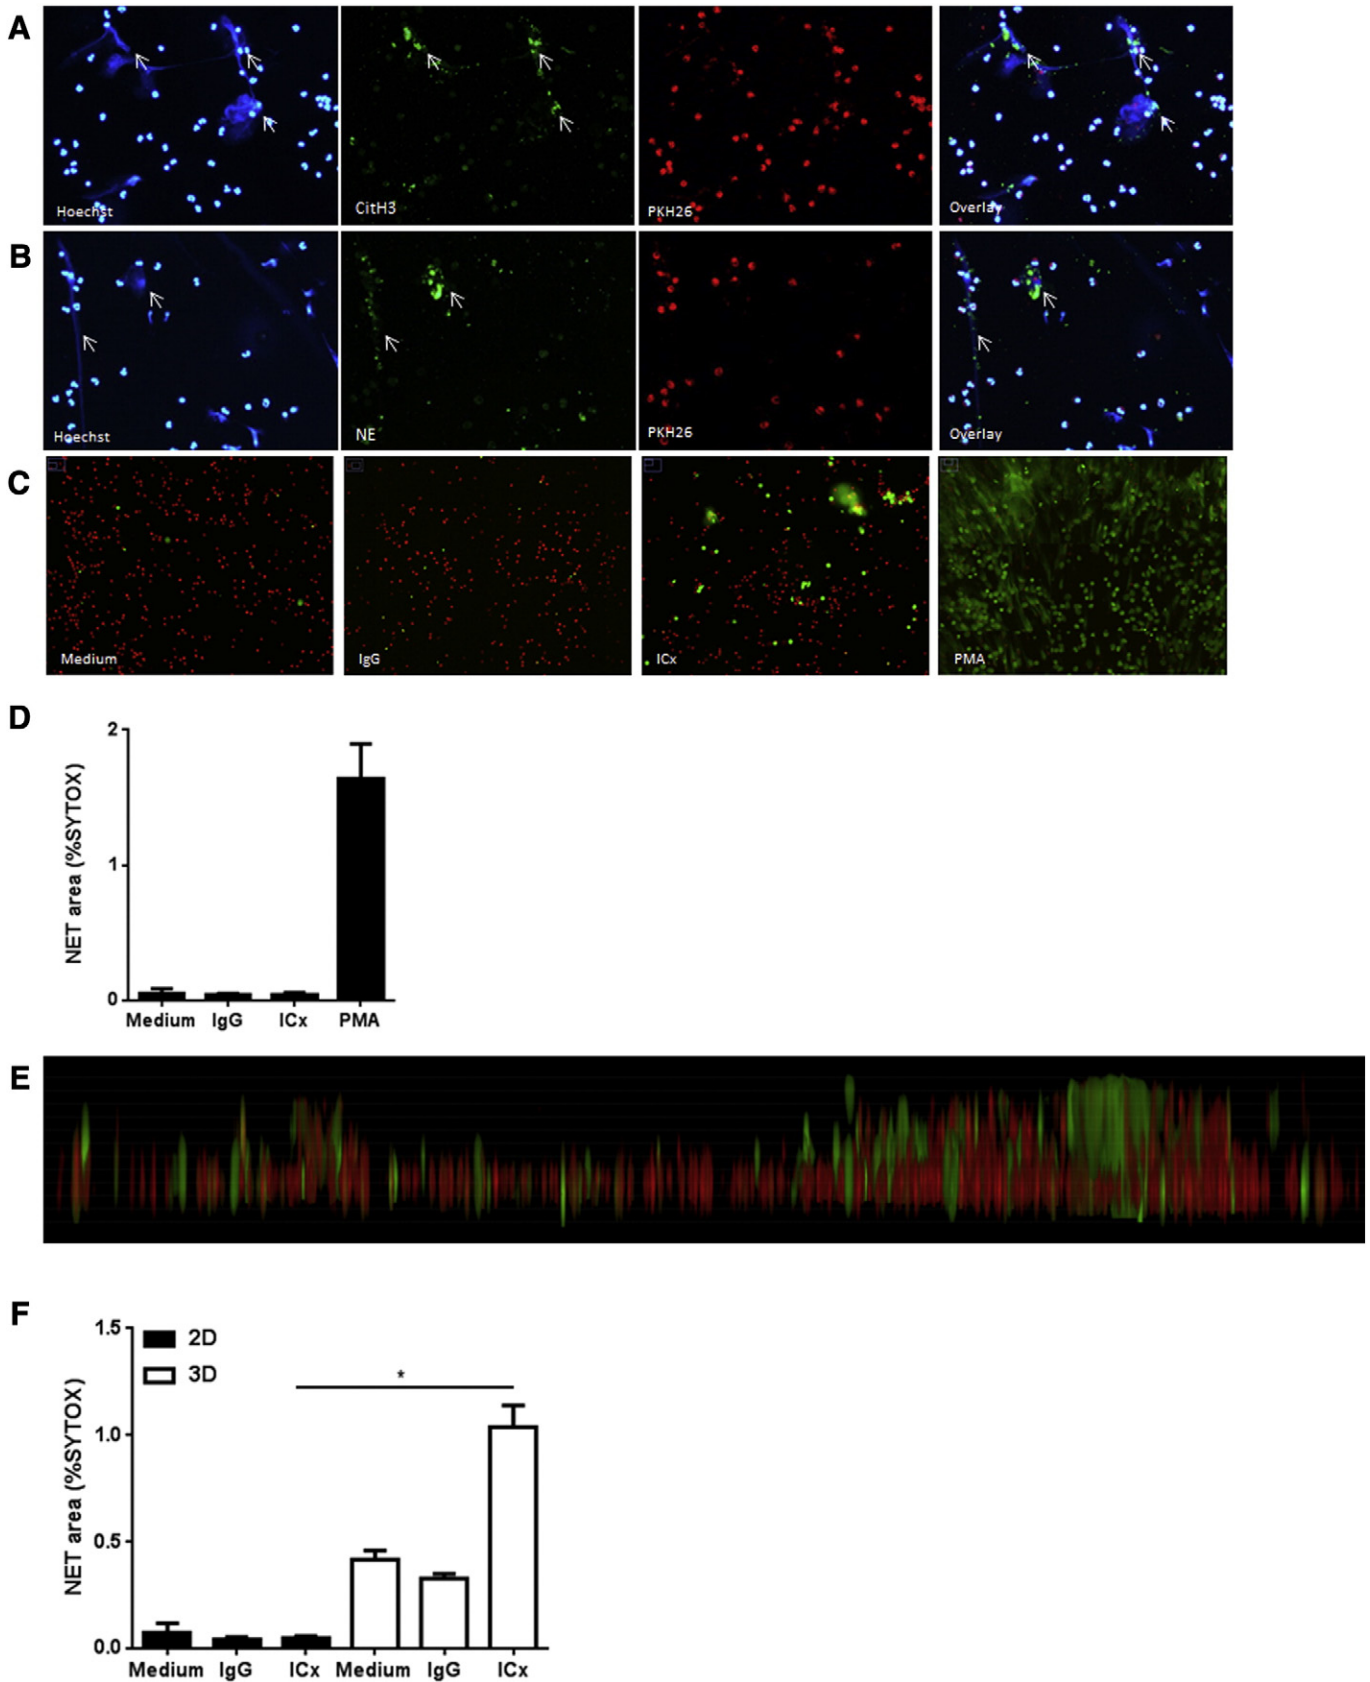 A
Hoechst
CitH3
PKH26
Overlay
B
Hoechst
NE
PKH26
Overlay
C
Medium
IgG
ICx
PMA
D
NET area (%SYTOX)
2
1
0
Medium IgG ICx PMA
E
F
NET area (%SYTOX)
1.5
1.0
0.5
0.0
2D
3D
*
Medium IgG ICx Medium IgG ICx